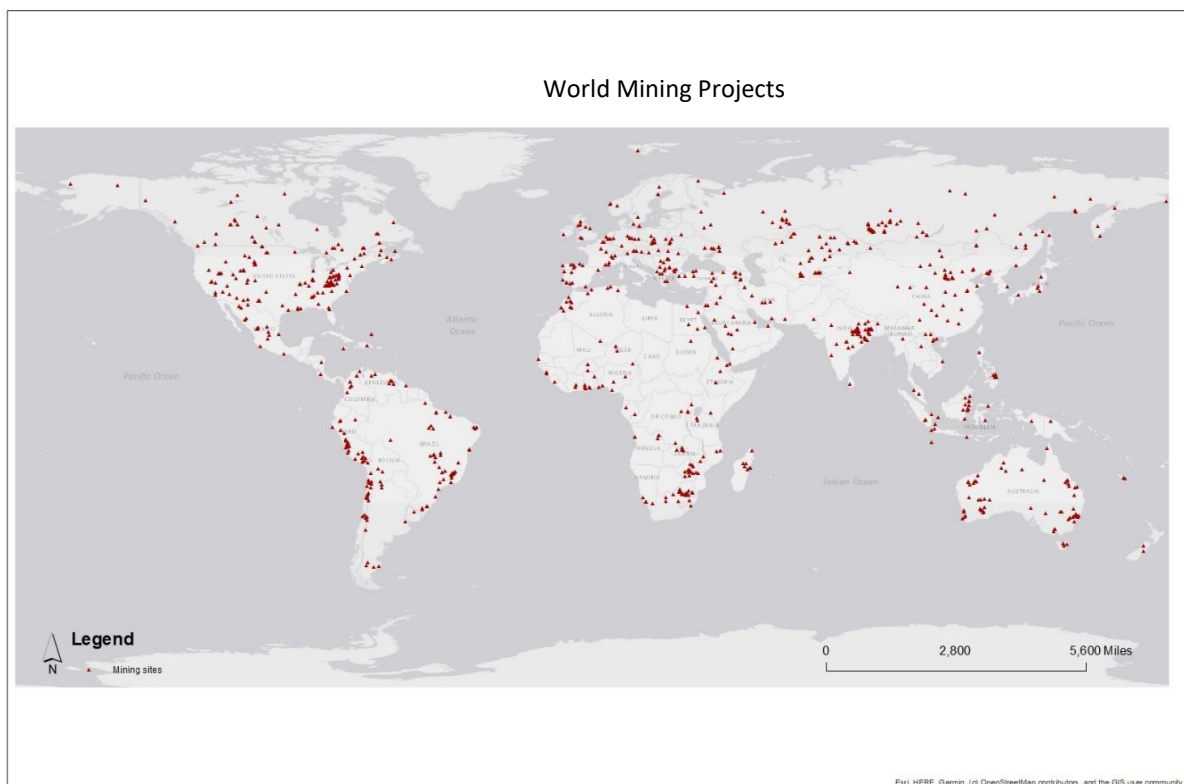 World Mining Projects
UNITED STATES
Atlantic
Ocean
Pacific Ocean
COLOMBIA
BRAZIL
BOLIVIA
ALGERIA
LIBYA
EGYPT
MALI
CHAD
SUDAN
NIGERIA
ETHIOPIA
DR CONGO
TANZANIA
ANGOLA
NAMIBIA
CHINA
INDIA
MYANMAR
(BURMA)
Pacific Ocean
INDONESIA
Indian Ocean
AUSTRALIA
Legend
N
Mining sites
0 2,800 5,600 Miles
Esri, HERE, Garmin, (c) OpenStreetMap contributors, and the GIS user community